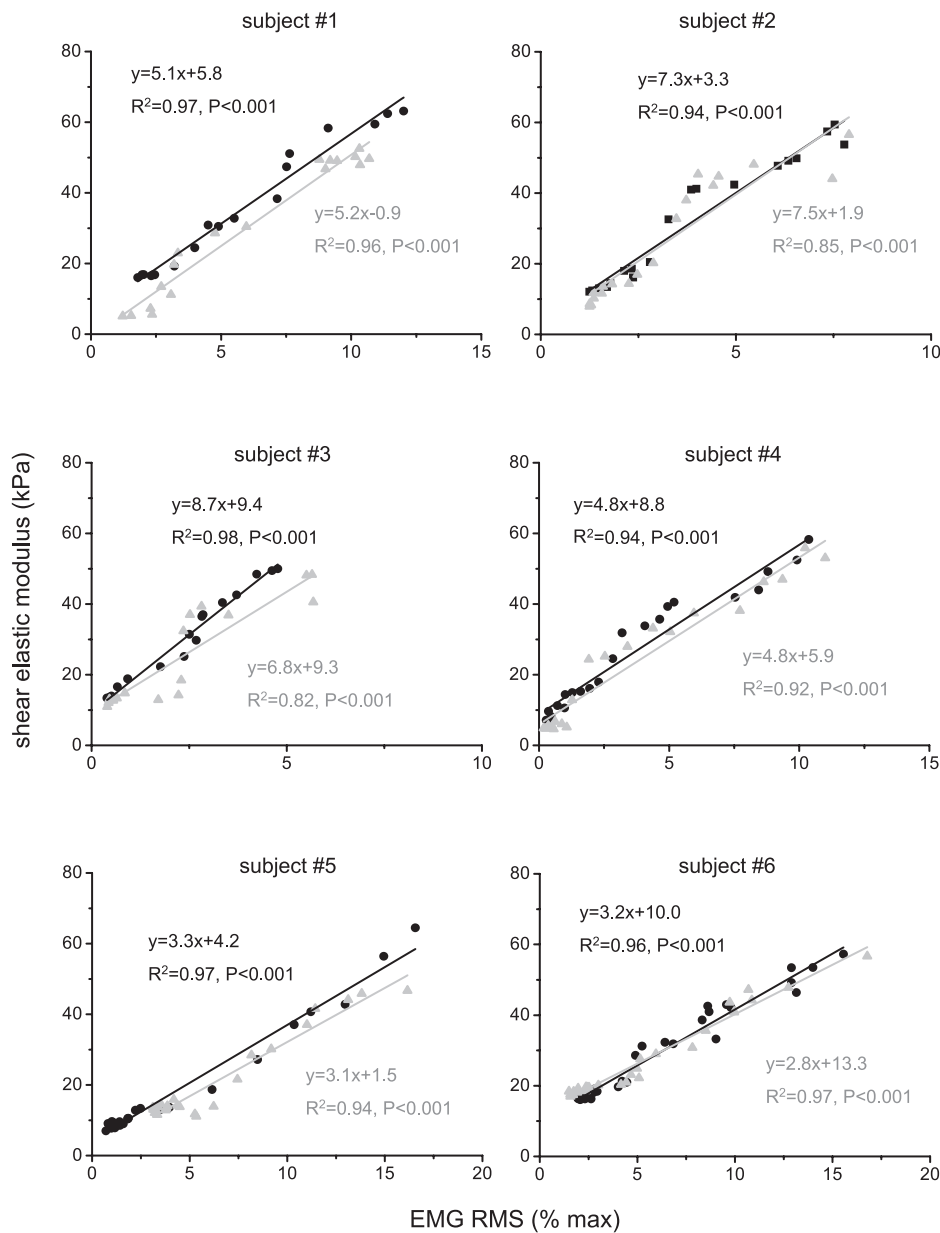 subject #1
80
60
40
20
0
y=5.1x+5.8
R²=0.97, P<0.001
y=5.2x-0.9
R²=0.96, P<0.001
0 5 10 15
subject #2
80
60
40
20
0
y=7.3x+3.3
R²=0.94, P<0.001
y=7.5x+1.9
R²=0.85, P<0.001
0 5 10
shear elastic modulus (kPa)
subject #3
80
60
40
20
0
y=8.7x+9.4
R²=0.98, P<0.001
y=6.8x+9.3
R²=0.82, P<0.001
0 5 10
subject #4
80
60
40
20
0
y=4.8x+8.8
R²=0.94, P<0.001
y=4.8x+5.9
R²=0.92, P<0.001
0 5 10 15
subject #5
80
60
40
20
0
y=3.3x+4.2
R²=0.97, P<0.001
y=3.1x+1.5
R²=0.94, P<0.001
0 5 10 15 20
subject #6
80
60
40
20
0
y=3.2x+10.0
R²=0.96, P<0.001
y=2.8x+13.3
R²=0.97, P<0.001
0 5 10 15 20
EMG RMS (% max)